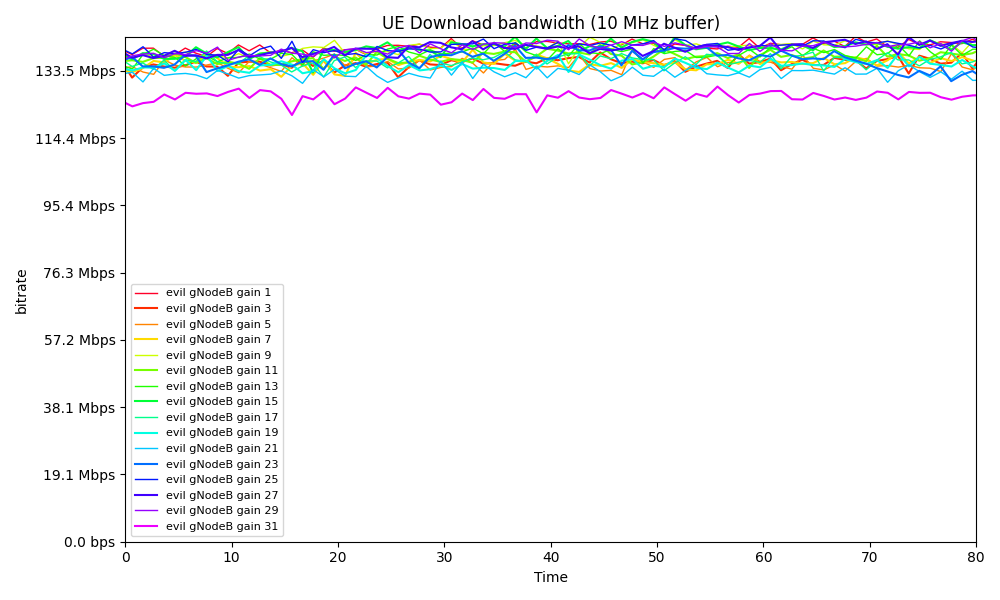 UE Download bandwidth (10 MHz buffer)
bitrate
133.5 Mbps
114.4 Mbps
95.4 Mbps
76.3 Mbps
57.2 Mbps
38.1 Mbps
19.1 Mbps
0.0 bps
evil gNodeB gain 1
evil gNodeB gain 3
evil gNodeB gain 5
evil gNodeB gain 7
evil gNodeB gain 9
evil gNodeB gain 11
evil gNodeB gain 13
evil gNodeB gain 15
evil gNodeB gain 17
evil gNodeB gain 19
evil gNodeB gain 21
evil gNodeB gain 23
evil gNodeB gain 25
evil gNodeB gain 27
evil gNodeB gain 29
evil gNodeB gain 31
0 10 20 30 40 50 60 70 80
Time